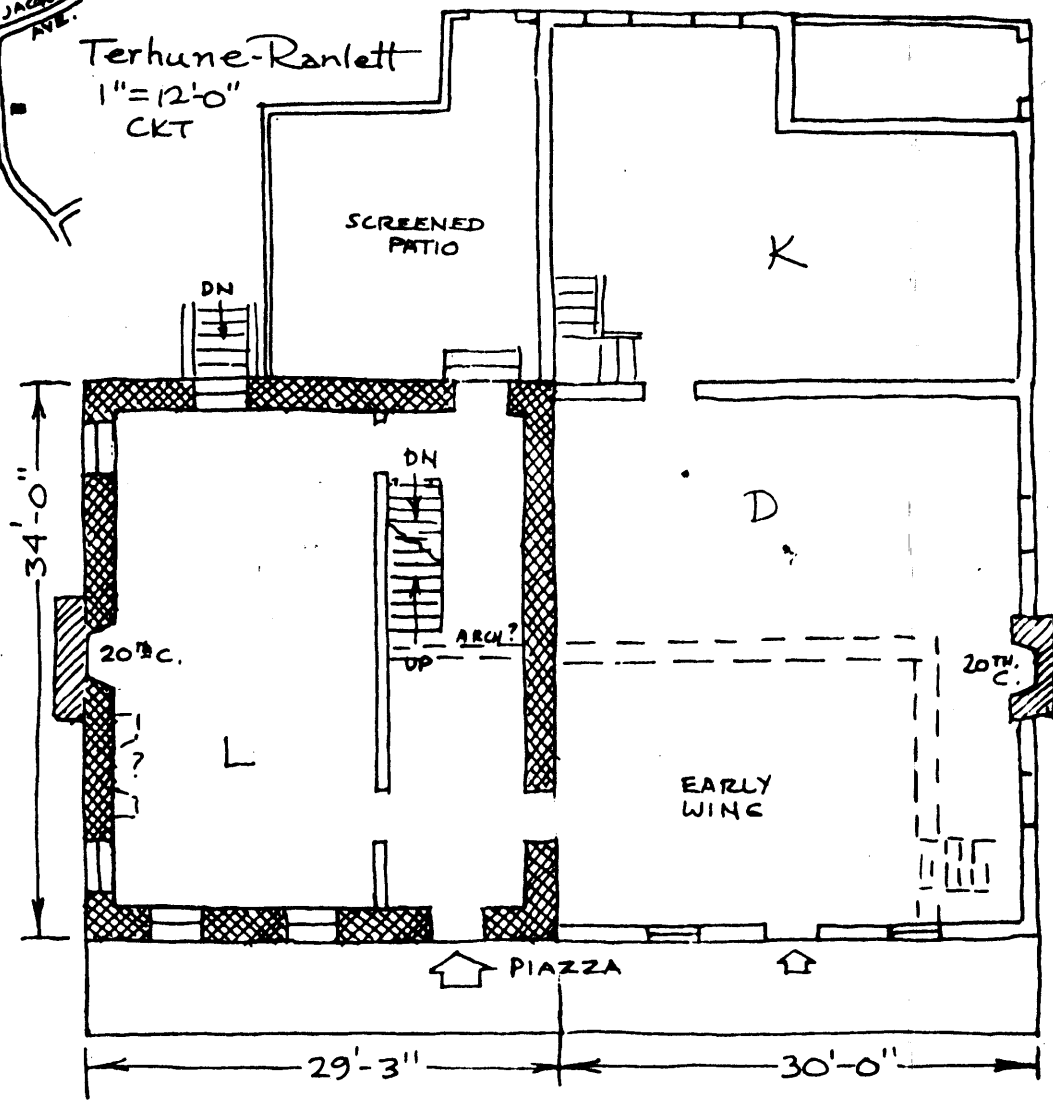 AVE.
Terhune-Ranlett
1"=12'-0"
CKT
SCREENED
PATIO
K
DN
DN
D
34'-0"
ARCH?
UP
20TH C.
20TH.
C.
L
?
EARLY
WING
PIAZZA
29'-3"
30'-0"